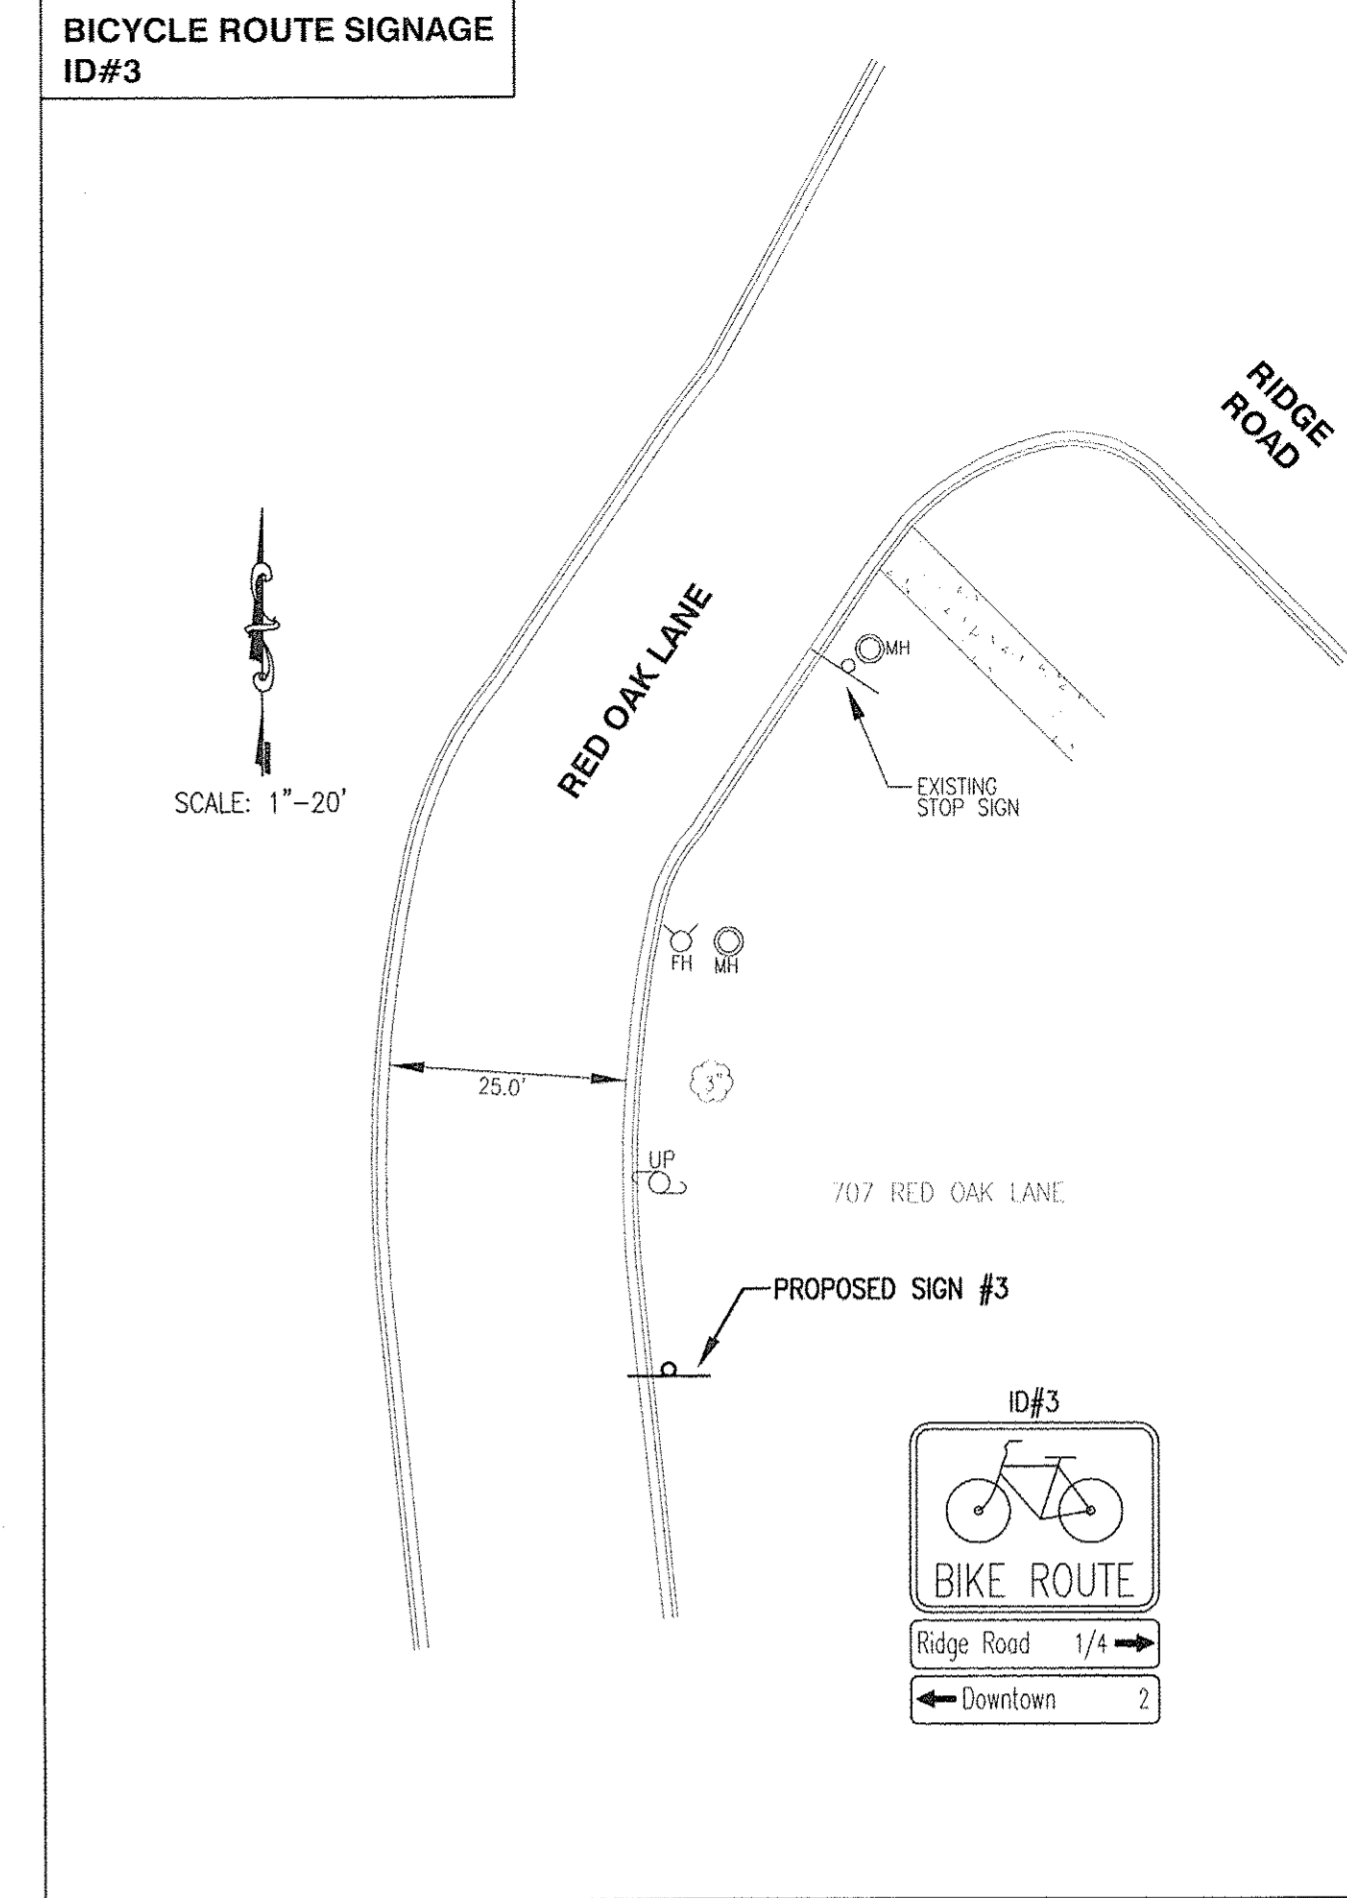 BICYCLE ROUTE SIGNAGE
ID#3
RIDGE
ROAD
RED OAK LANE
MH
EXISTING
STOP SIGN
SCALE: 1"-20'
FH
MH
25.0'
3"
UP
707 RED OAK LANE
PROPOSED SIGN #3
ID#3
BIKE ROUTE
Ridge Road 1/4
Downtown 2